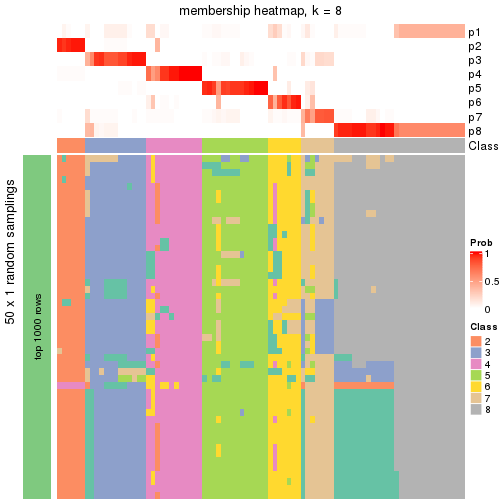 membership heatmap, k = 8
p1
p2
p3
p4
p5
p6
p7
p8
Class
50 x 1 random samplings
top 1000 rows
Prob
1
0.5
0
Class
2
3
4
5
6
7
8